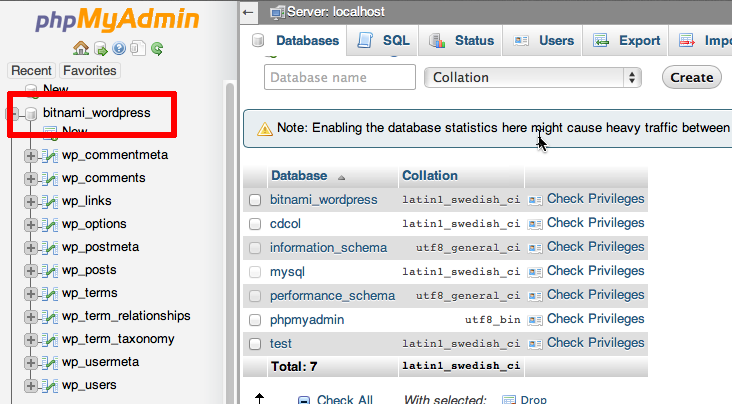 phpMyAdmin
Recent Favorites
New
bitnami_wordpress
New
wp_commentmeta
wp_comments
wp_links
wp_options
wp_postmeta
wp_posts
wp_terms
wp_term_relationships
wp_term_taxonomy
wp_usermeta
wp_users
Server: localhost
Databases SQL Status Users Export Impo
Database name Collation Create
Note: Enabling the database statistics here might cause heavy traffic between
Database Collation
bitnami_wordpress latin1_swedish_ci Check Privileges
cdcol latin1_swedish_ci Check Privileges
information_schema utf8_general_ci Check Privileges
mysql latin1_swedish_ci Check Privileges
performance_schema utf8_general_ci Check Privileges
phpmyadmin utf8_bin Check Privileges
test latin1_swedish_ci Check Privileges
Total: 7 latin1_swedish_ci
Check All With selected: Drop